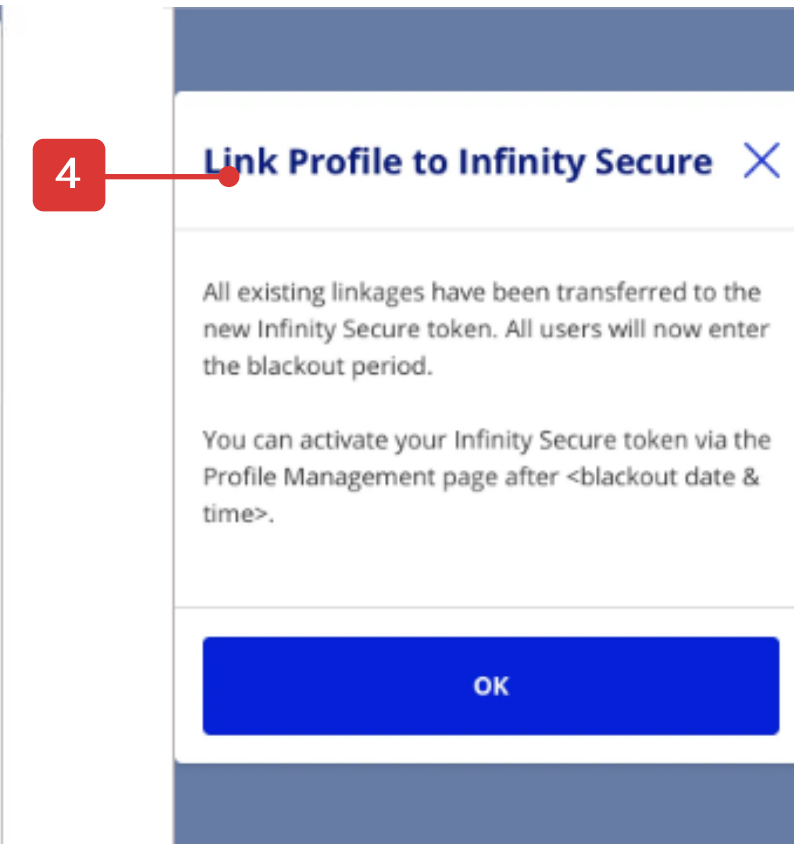 4
Link Profile to Infinity Secure
All existing linkages have been transferred to the
new Infinity Secure token. All users will now enter
the blackout period.
You can activate your Infinity Secure token via the
Profile Management page after <blackout date &
time>.
OK